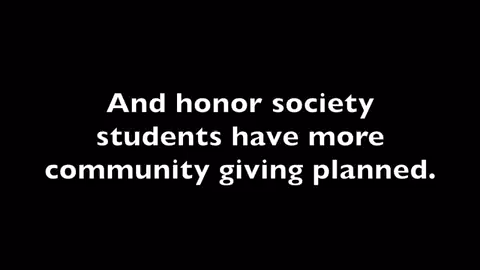 And honor society
students have more
community giving planned.